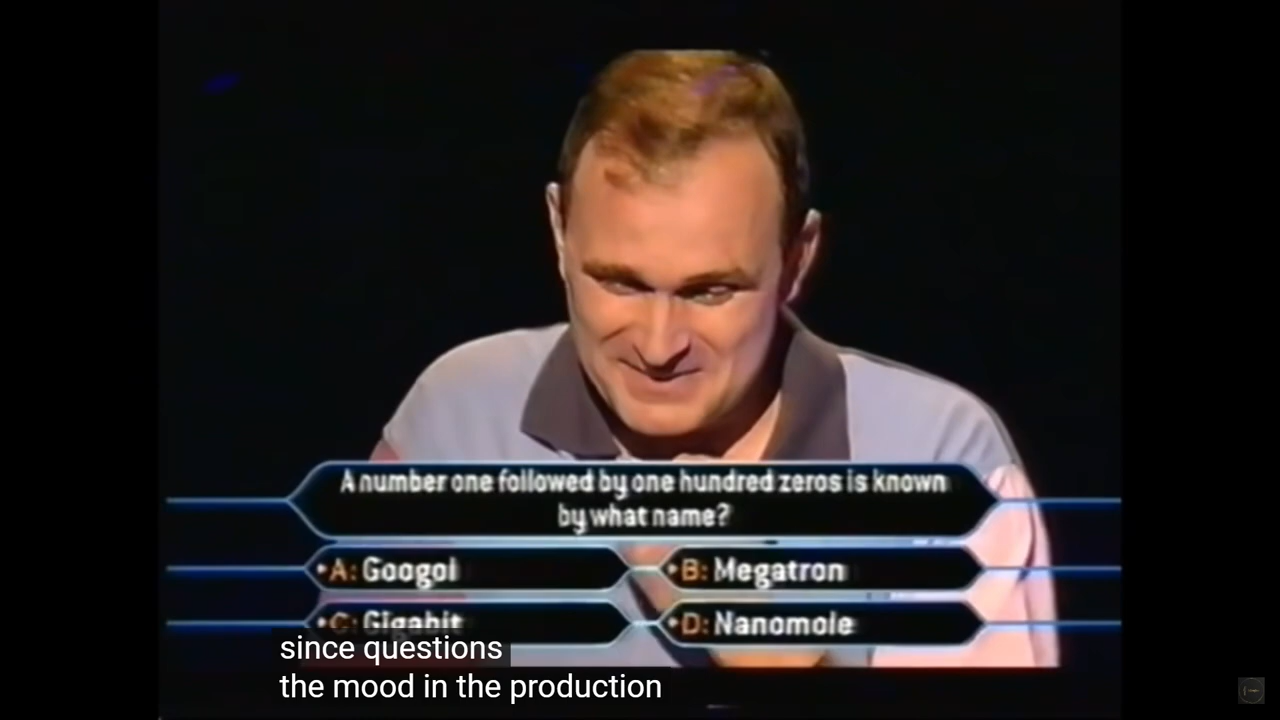 A number one followed by one hundred zeros is known
by what name?
A: Googol
B: Megatron
C: Gigabit
D: Nanomole
since questions
the mood in the production